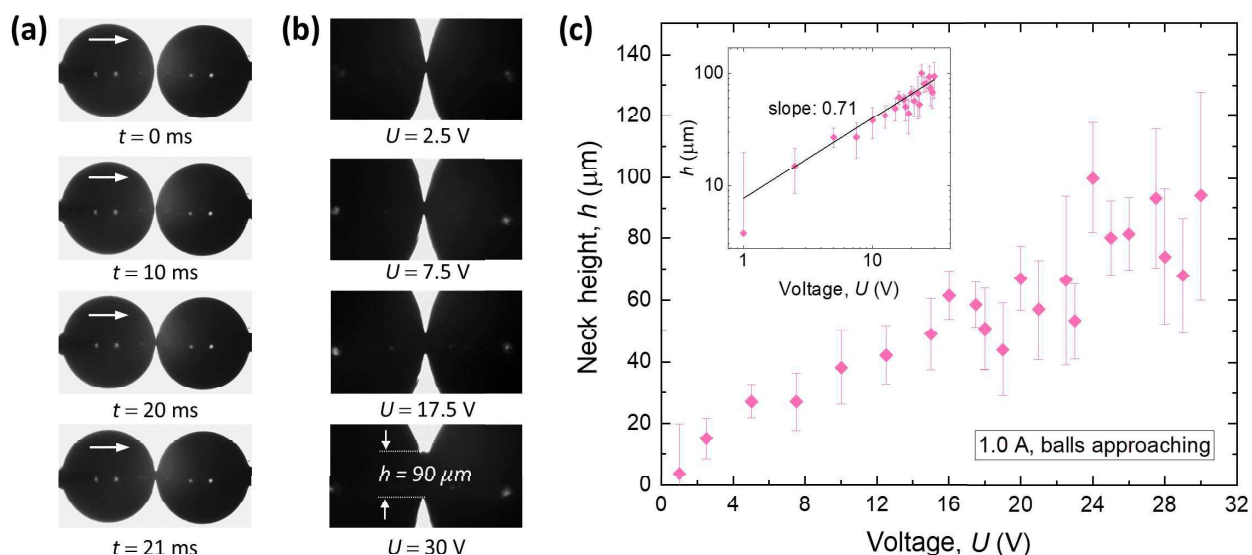 (a)
t = 0 ms
t = 10 ms
t = 20 ms
t = 21 ms
(b)
U = 2.5 V
U = 7.5 V
U = 17.5 V
h = 90 μm
U = 30 V
(c)
Neck height, h (μm)
140
120
100
80
60
40
20
0
0
4
8
12
16
20
24
28
32
Voltage, U (V)
1.0 A, balls approaching
h (μm)
100
10
1
10
slope: 0.71
Voltage, U (V)